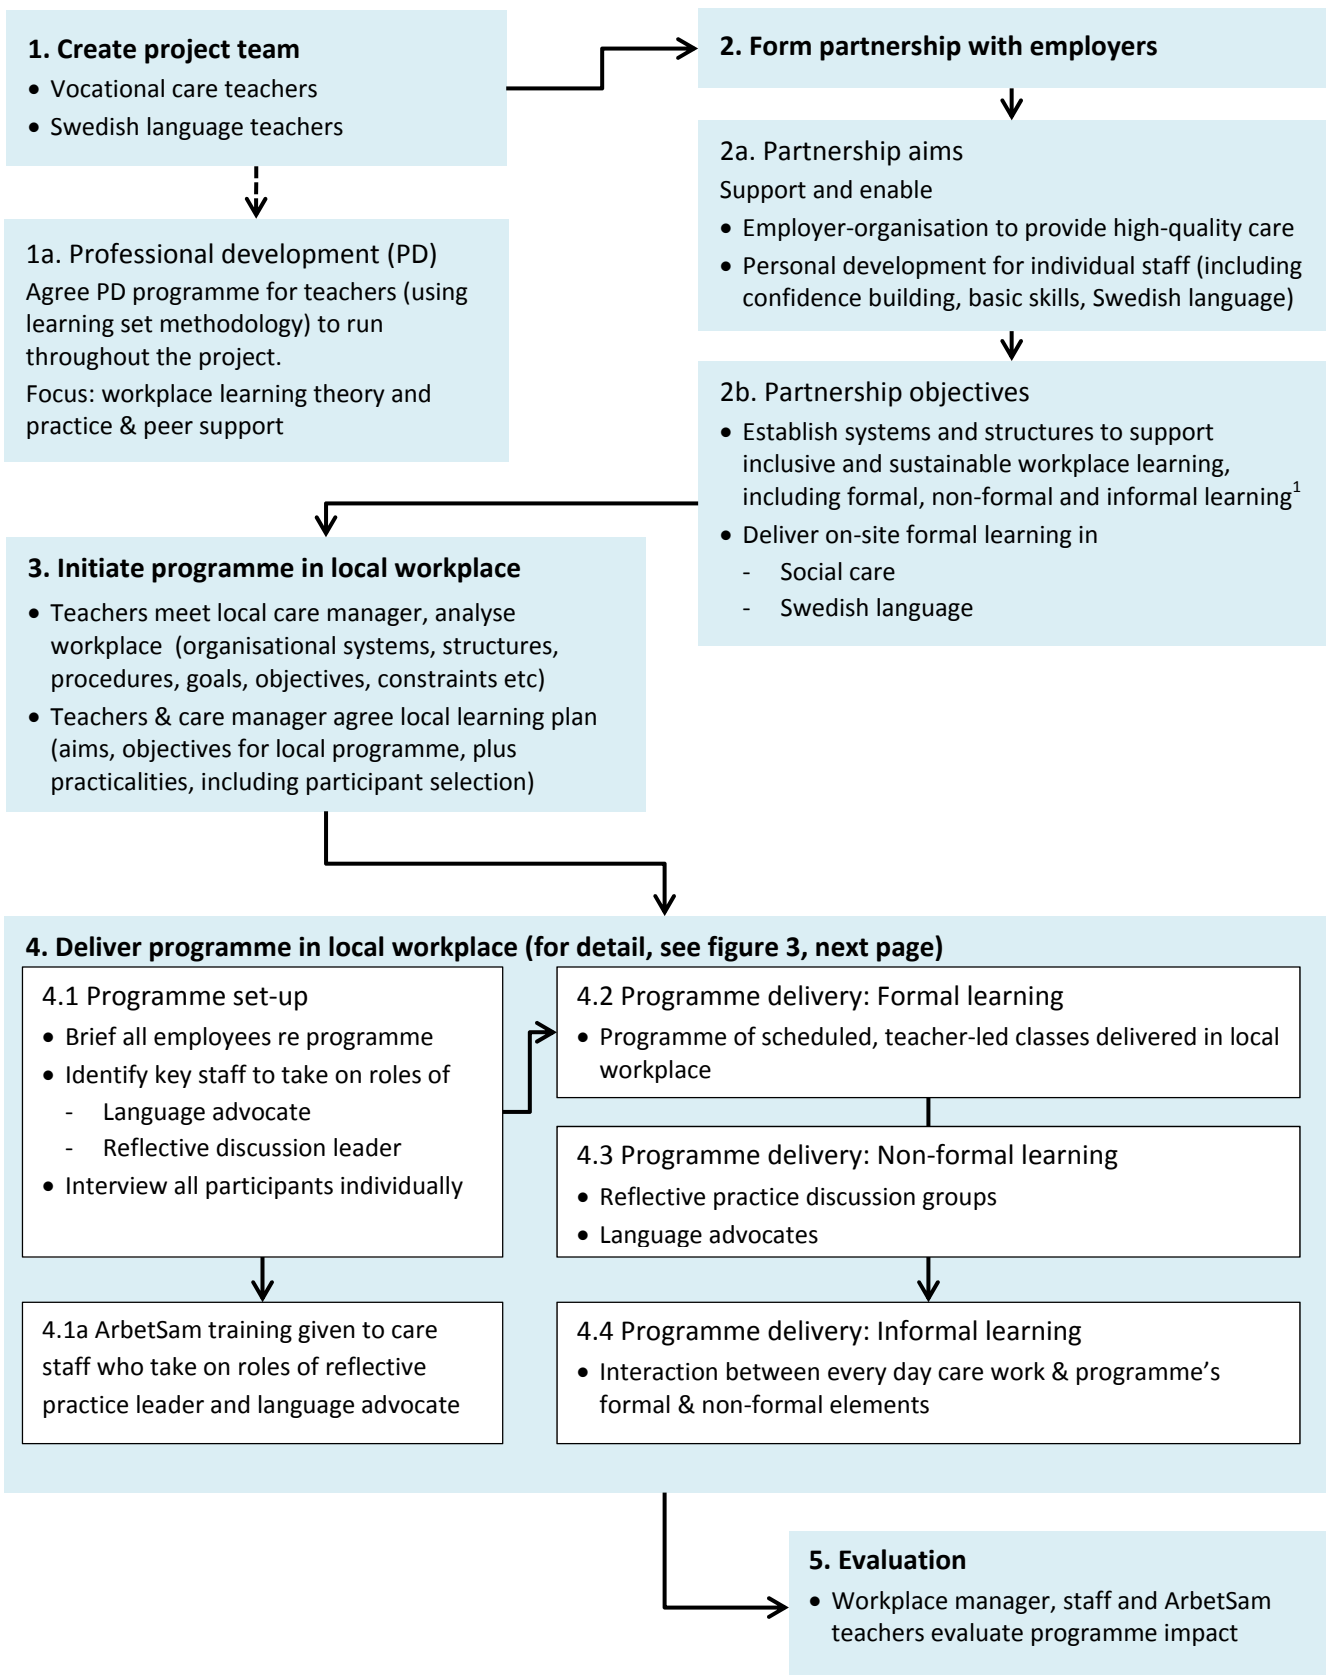 1. Create project team
• Vocational care teachers
• Swedish language teachers
2. Form partnership with employers
1a. Professional development (PD)
Agree PD programme for teachers (using
learning set methodology) to run
throughout the project.
Focus: workplace learning theory and
practice & peer support
2a. Partnership aims
Support and enable
• Employer-organisation to provide high-quality care
• Personal development for individual staff (including
confidence building, basic skills, Swedish language)
2b. Partnership objectives
• Establish systems and structures to support
inclusive and sustainable workplace learning,
including formal, non-formal and informal learning¹
• Deliver on-site formal learning in
- Social care
- Swedish language
3. Initiate programme in local workplace
• Teachers meet local care manager, analyse
workplace (organisational systems, structures,
procedures, goals, objectives, constraints etc)
• Teachers & care manager agree local learning plan
(aims, objectives for local programme, plus
practicalities, including participant selection)
4. Deliver programme in local workplace (for detail, see figure 3, next page)
4.1 Programme set-up
• Brief all employees re programme
• Identify key staff to take on roles of
- Language advocate
- Reflective discussion leader
• Interview all participants individually
4.1a ArbetSam training given to care
staff who take on roles of reflective
practice leader and language advocate
4.2 Programme delivery: Formal learning
• Programme of scheduled, teacher-led classes delivered in local
workplace
4.3 Programme delivery: Non-formal learning
• Reflective practice discussion groups
• Language advocates
4.4 Programme delivery: Informal learning
• Interaction between every day care work & programme's
formal & non-formal elements
5. Evaluation
• Workplace manager, staff and ArbetSam
teachers evaluate programme impact